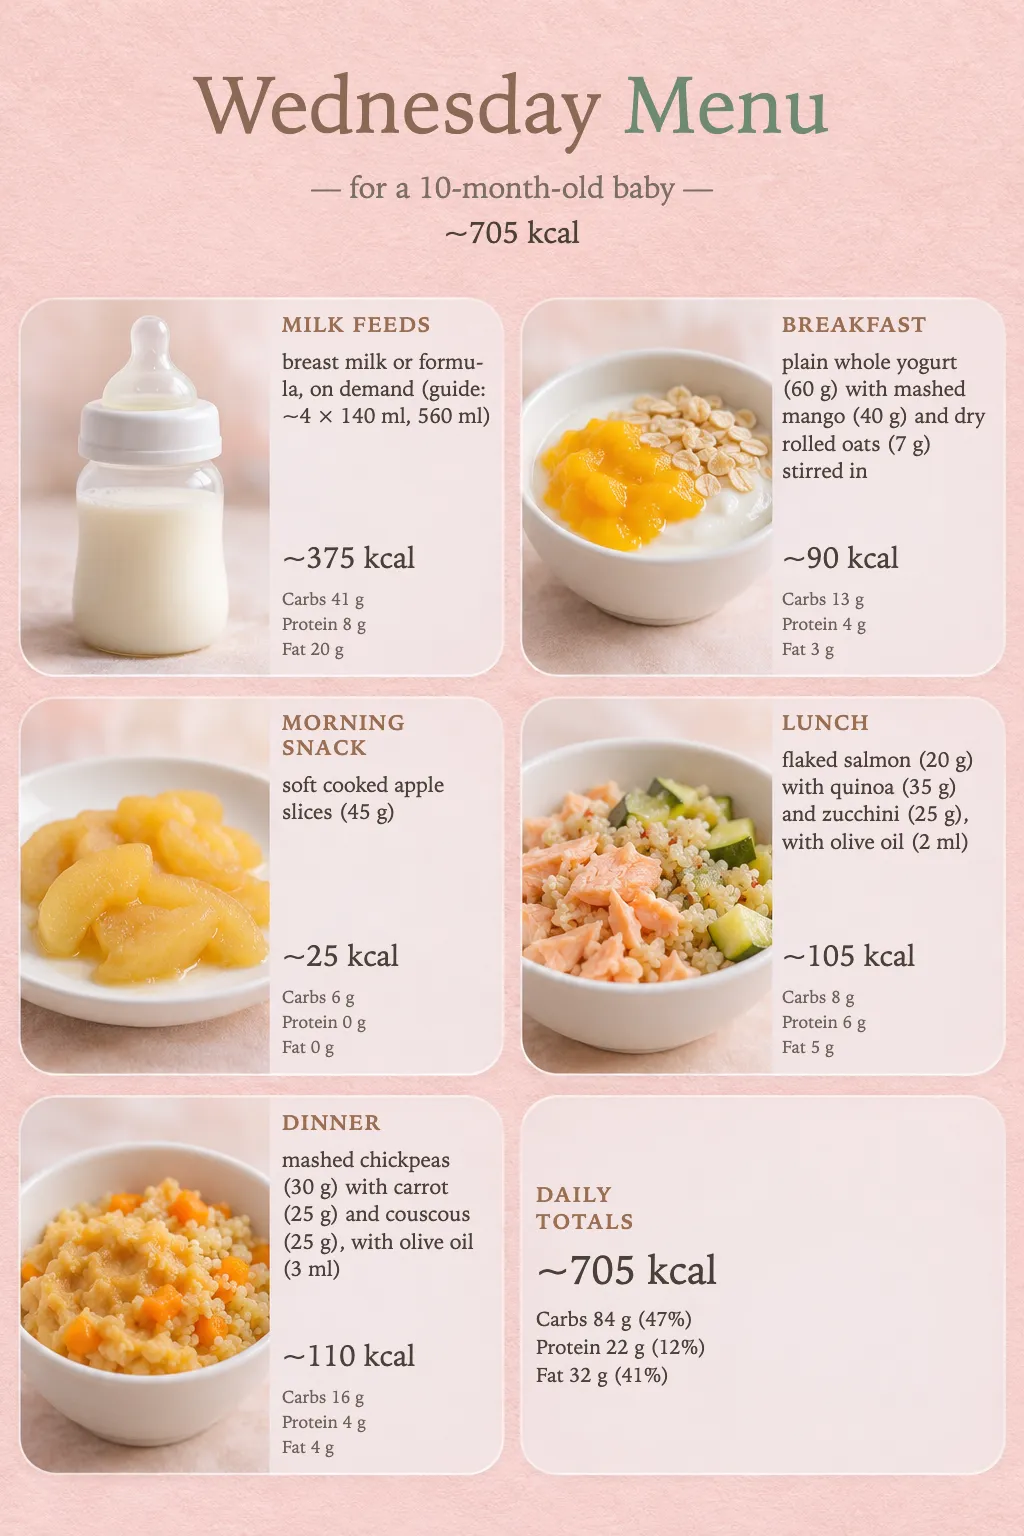 Wednesday Menu
— for a 10-month-old baby —
~705 kcal
MILK FEEDS
breast milk or formu-
la, on demand (guide:
~4 × 140 ml, 560 ml)
~375 kcal
Carbs 41 g
Protein 8 g
Fat 20 g
BREAKFAST
plain whole yogurt
(60 g) with mashed
mango (40 g) and dry
rolled oats (7 g)
stirred in
~90 kcal
Carbs 13 g
Protein 4 g
Fat 3 g
MORNING
SNACK
soft cooked apple
slices (45 g)
~25 kcal
Carbs 6 g
Protein 0 g
Fat 0 g
LUNCH
flaked salmon (20 g)
with quinoa (35 g)
and zucchini (25 g),
with olive oil (2 ml)
~105 kcal
Carbs 8 g
Protein 6 g
Fat 5 g
DINNER
mashed chickpeas
(30 g) with carrot
(25 g) and couscous
(25 g), with olive oil
(3 ml)
~110 kcal
Carbs 16 g
Protein 4 g
Fat 4 g
DAILY
TOTALS
~705 kcal
Carbs 84 g (47%)
Protein 22 g (12%)
Fat 32 g (41%)